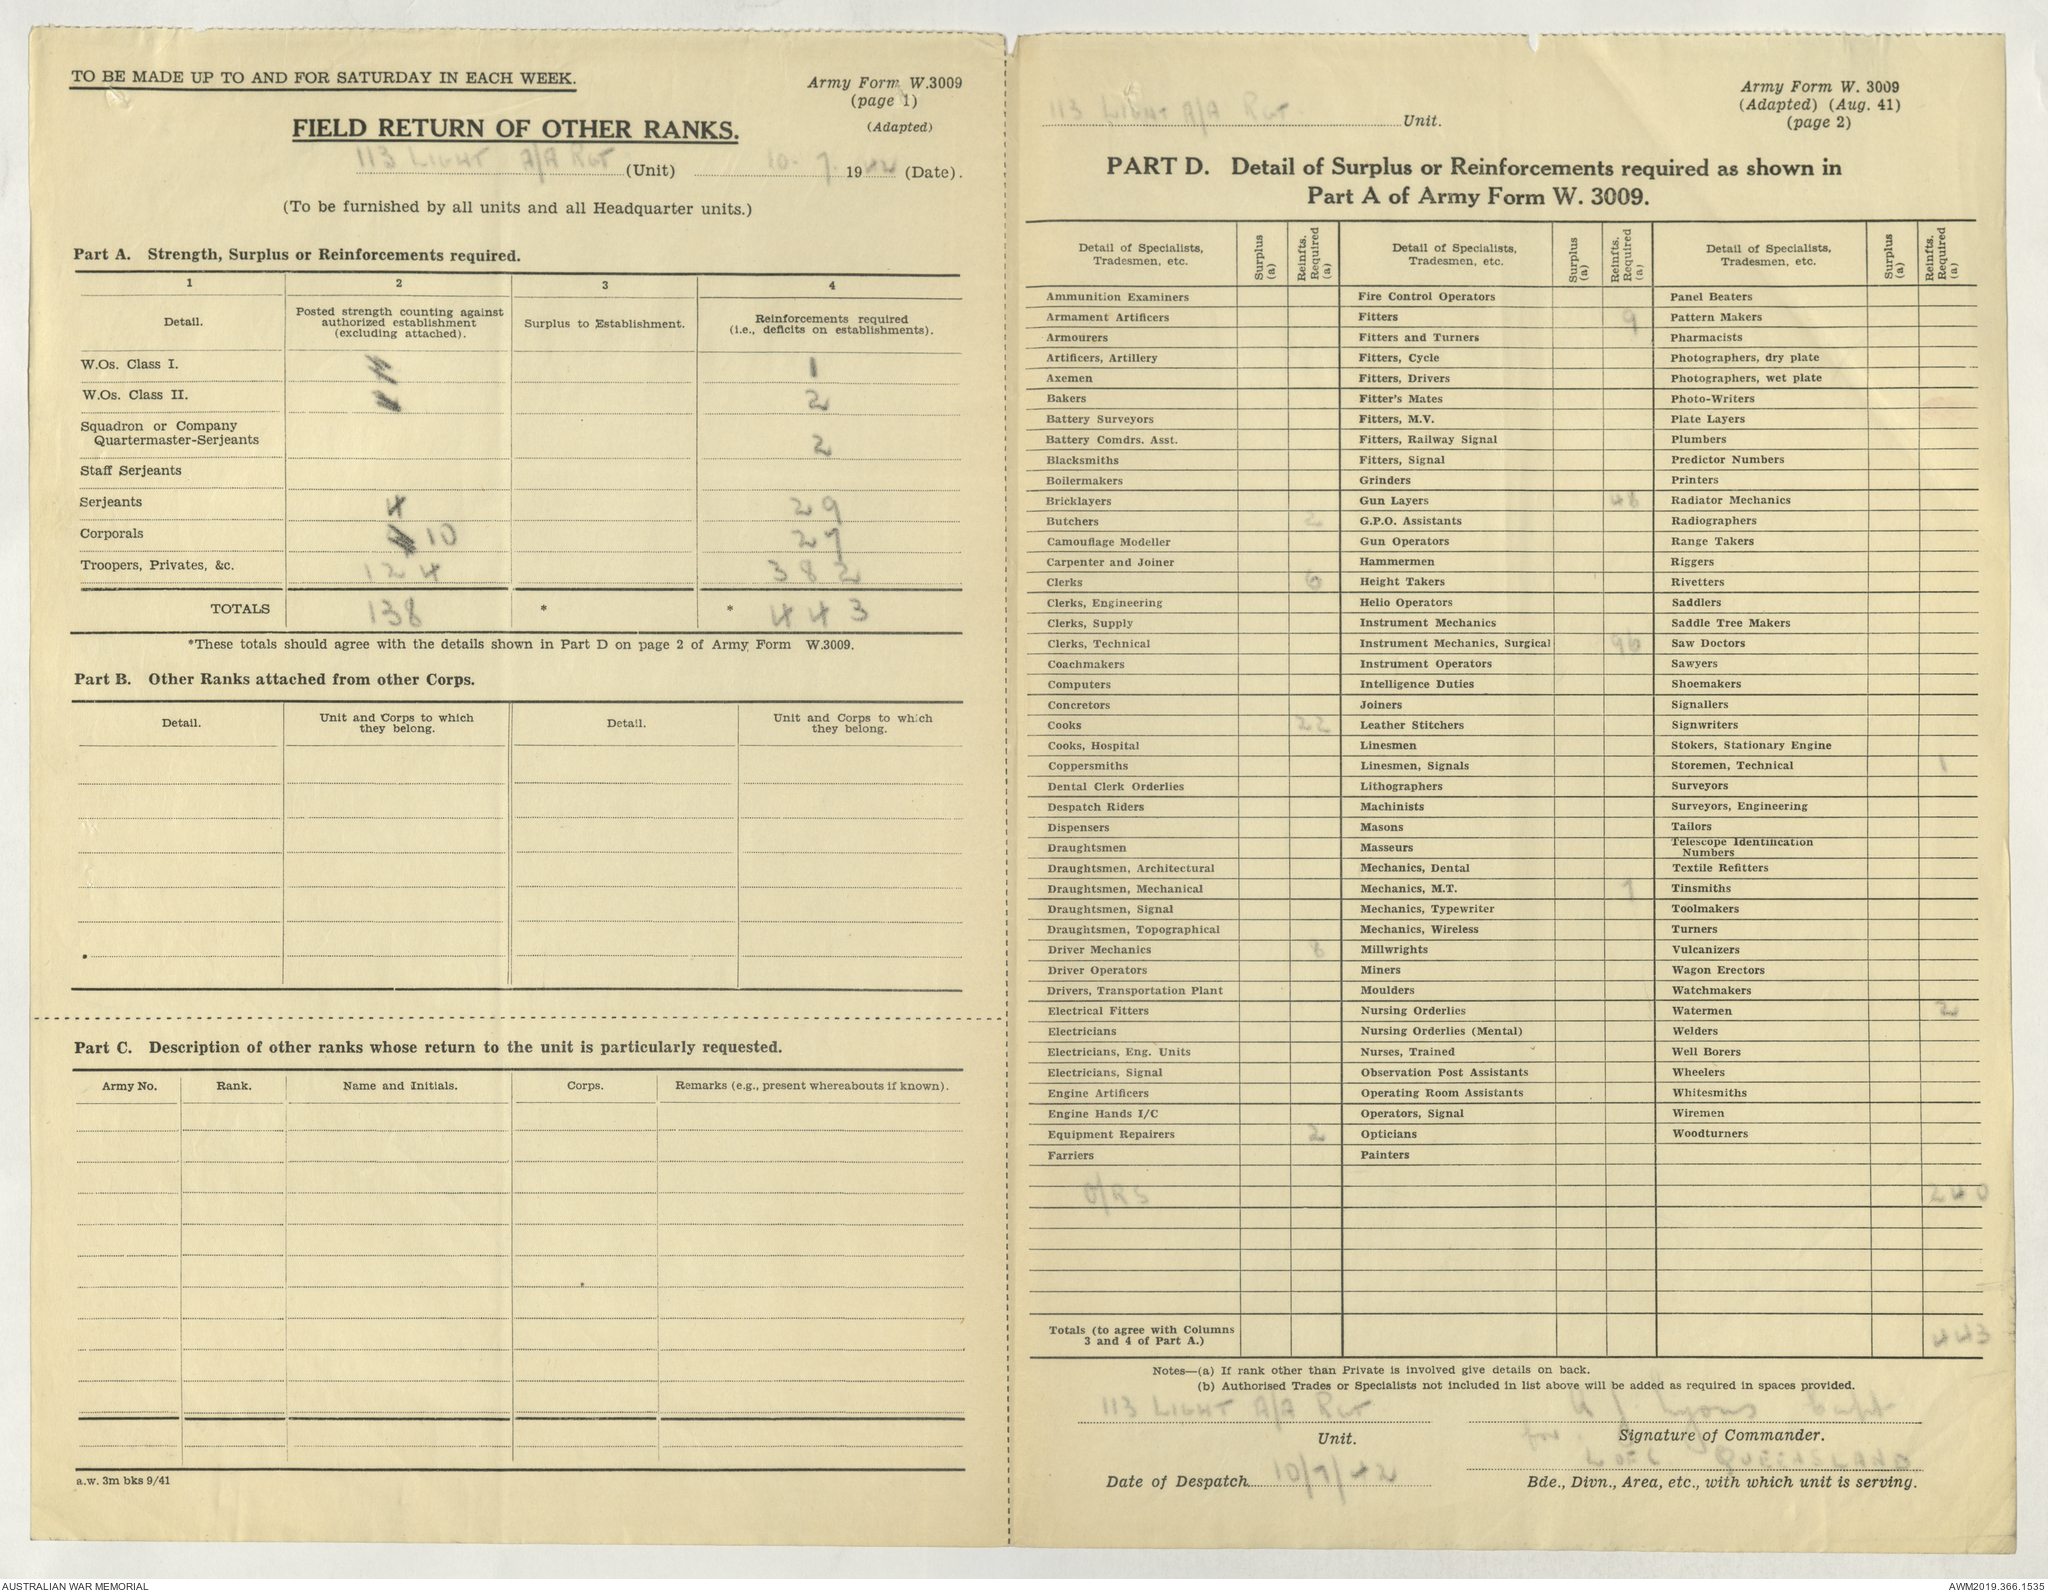 TO BE MADE UP TO AND FOR SATURDAY IN EACH WEEK.
Army Form W.3009
(page 1)
(Adapted)
FIELD RETURN OF OTHER RANKS.
113 LIGHT A/A RGT (Unit) 10-7 1942 (Date).
(To be furnished by all units and all Headquarter units.)
Part A. Strength, Surplus or Reinforcements required.
1 2 3 4
Detail. Posted strength counting against authorized establishment (excluding attached). Surplus to Establishment. Reinforcements required (i.e., deficits on establishments).
W.Os. Class I. 1
W.Os. Class II. 2
Squadron or Company
Quartermaster-Serjeants 2
Staff Serjeants
Serjeants 4 29
Corporals 10 27
Troopers, Privates, &c. 124 382
TOTALS 138 * * 443
*These totals should agree with the details shown in Part D on page 2 of Army Form W.3009.
Part B. Other Ranks attached from other Corps.
Detail. Unit and Corps to which they belong. Detail. Unit and Corps to which they belong.
Part C. Description of other ranks whose return to the unit is particularly requested.
Army No. Rank. Name and Initials. Corps. Remarks (e.g., present whereabouts if known).
a.w. 3m bks 9/41
113 LIGHT A/A RGT Unit.
Army Form W. 3009
(Adapted) (Aug. 41)
(page 2)
PART D. Detail of Surplus or Reinforcements required as shown in
Part A of Army Form W. 3009.
Detail of Specialists, Tradesmen, etc. Surplus (a) Reinfts. Required (a) Detail of Specialists, Tradesmen, etc. Surplus (a) Reinfts. Required (a) Detail of Specialists, Tradesmen, etc. Surplus (a) Reinfts. Required (a)
Ammunition Examiners Fire Control Operators Panel Beaters
Armament Artificers Fitters 9 Pattern Makers
Armourers Fitters and Turners Pharmacists
Artificers, Artillery Fitters, Cycle Photographers, dry plate
Axemen Fitters, Drivers Photographers, wet plate
Bakers Fitter's Mates Photo-Writers
Battery Surveyors Fitters, M.V. Plate Layers
Battery Comdrs. Asst. Fitters, Railway Signal Plumbers
Blacksmiths Fitters, Signal Predictor Numbers
Boilermakers Grinders Printers
Bricklayers Gun Layers 48 Radiator Mechanics
Butchers 2 G.P.O. Assistants Radiographers
Camouflage Modeller Gun Operators Range Takers
Carpenter and Joiner Hammermen Riggers
Clerks 6 Height Takers Rivetters
Clerks, Engineering Helio Operators Saddlers
Clerks, Supply Instrument Mechanics Saddle Tree Makers
Clerks, Technical Instrument Mechanics, Surgical 96 Saw Doctors
Coachmakers Instrument Operators Sawyers
Computers Intelligence Duties Shoemakers
Concretors Joiners Signallers
Cooks 22 Leather Stitchers Signwriters
Cooks, Hospital Linesmen Stokers, Stationary Engine
Coppersmiths Linesmen, Signals Storemen, Technical 1
Dental Clerk Orderlies Lithographers Surveyors
Despatch Riders Machinists Surveyors, Engineering
Dispensers Masons Tailors
Draughtsmen Masseurs Telescope Identification Numbers
Draughtsmen, Architectural Mechanics, Dental Textile Refitters
Draughtsmen, Mechanical Mechanics, M.T. 7 Tinsmiths
Draughtsmen, Signal Mechanics, Typewriter Toolmakers
Draughtsmen, Topographical Mechanics, Wireless Turners
Driver Mechanics 8 Millwrights Vulcanizers
Driver Operators Miners Wagon Erectors
Drivers, Transportation Plant Moulders Watchmakers
Electrical Fitters Nursing Orderlies Watermen 2
Electricians Nursing Orderlies (Mental) Welders
Electricians, Eng. Units Nurses, Trained Well Borers
Electricians, Signal Observation Post Assistants Wheelers
Engine Artificers Operating Room Assistants Whitesmiths
Engine Hands I/C Operators, Signal Wiremen
Equipment Repairers 2 Opticians Woodturners
Farriers Painters
O/RS 240
Totals (to agree with Columns 3 and 4 of Part A.) 443
Notes—(a) If rank other than Private is involved give details on back.
(b) Authorised Trades or Specialists not included in list above will be added as required in spaces provided.
113 LIGHT A/A RGT J. Lyons Capt
Unit. for Signature of Commander.
L OF C QUEENSLAND
Date of Despatch 10/7/42 Bde., Divn., Area, etc., with which unit is serving.
AUSTRALIAN WAR MEMORIAL AWM2019.366.1535